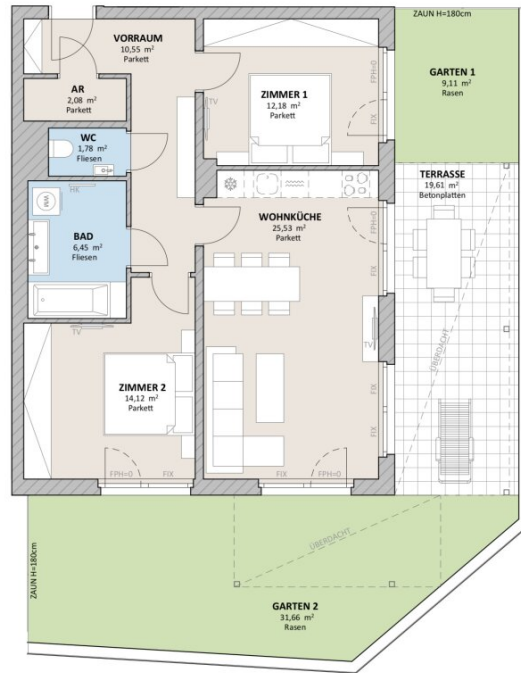 ZAUN H=180cm
VORRAUM
10,55 m²
Parkett
AR
2,08 m²
Parkett
ZIMMER 1
12,18 m²
Parkett
TV
FPH=0
FIX
GARTEN 1
9,11 m²
Rasen
WC
1,78 m²
Fliesen
HK
WM
BAD
6,45 m²
Fliesen
WOHNKÜCHE
25,53 m²
Parkett
FPH=0
FIX
TERRASSE
19,61 m²
Betonplatten
ÜBERDACHT
TV
TV
ZIMMER 2
14,12 m²
Parkett
FIX
FIX
FPH=0
FIX
FIX
FPH=0
ÜBERDACHT
ZAUN H=180cm
GARTEN 2
31,66 m²
Rasen